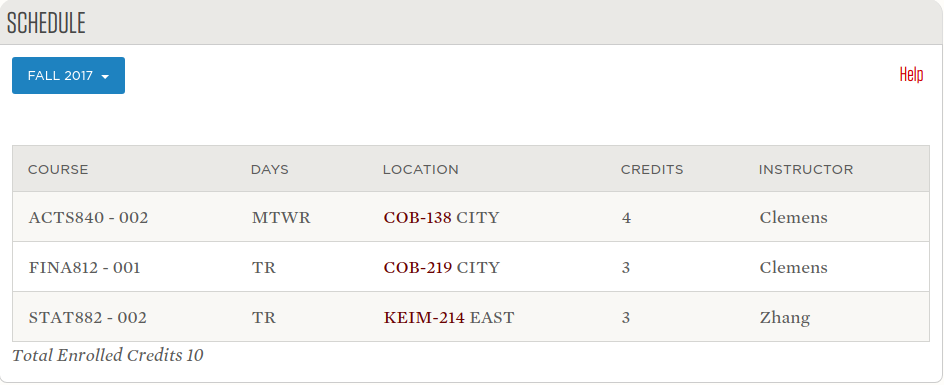 SCHEDULE
FALL 2017
Help
COURSE DAYS LOCATION CREDITS INSTRUCTOR
ACTS840 - 002 MTWR COB-138 CITY 4 Clemens
FINA812 - 001 TR COB-219 CITY 3 Clemens
STAT882 - 002 TR KEIM-214 EAST 3 Zhang
Total Enrolled Credits 10